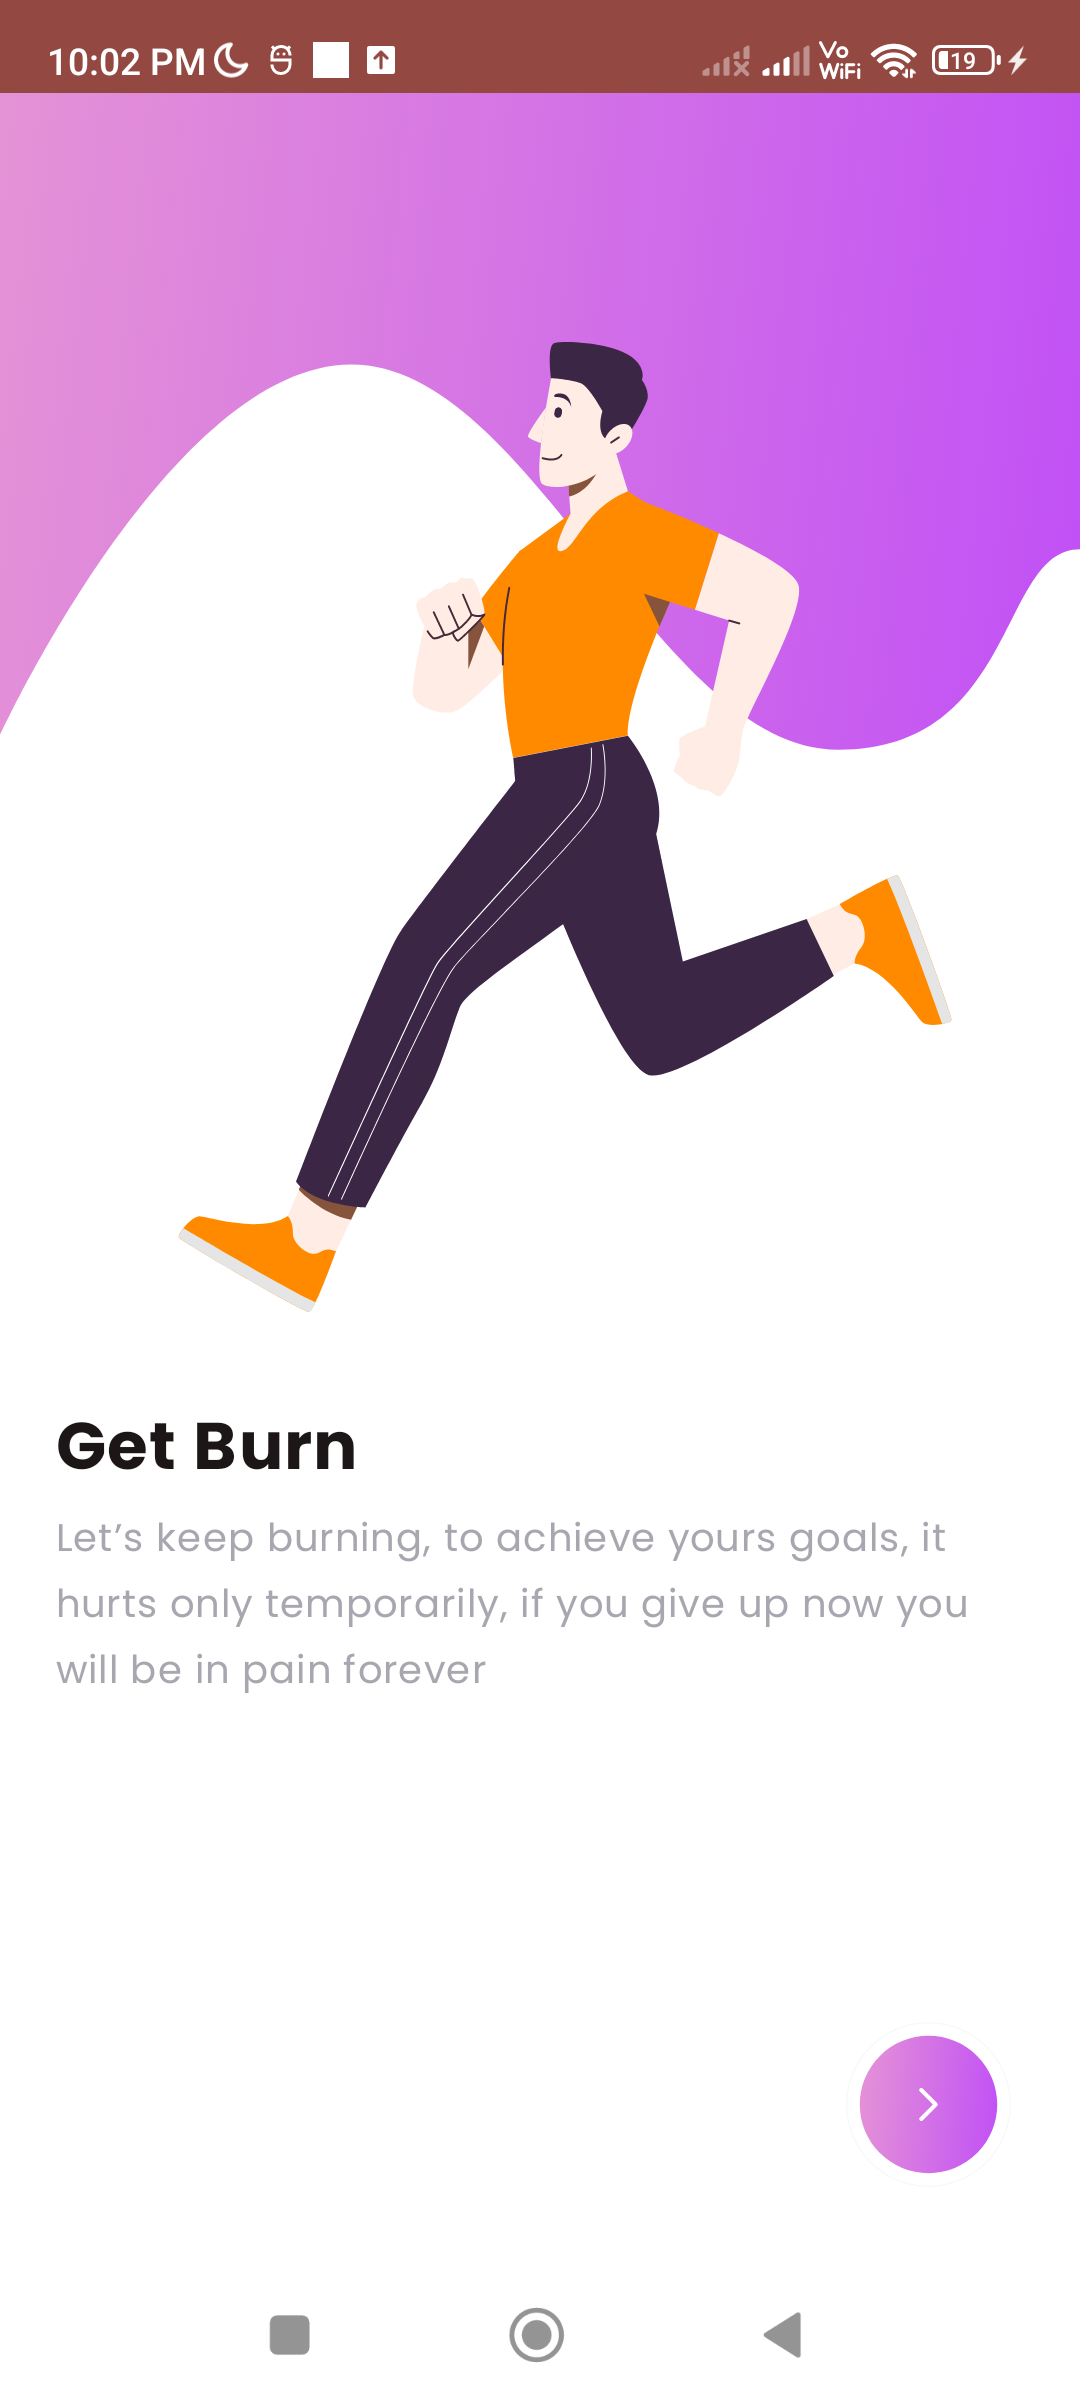 10:02 PM
Vo
WiFi
19
Get Burn
Let’s keep burning, to achieve yours goals, it
hurts only temporarily, if you give up now you
will be in pain forever